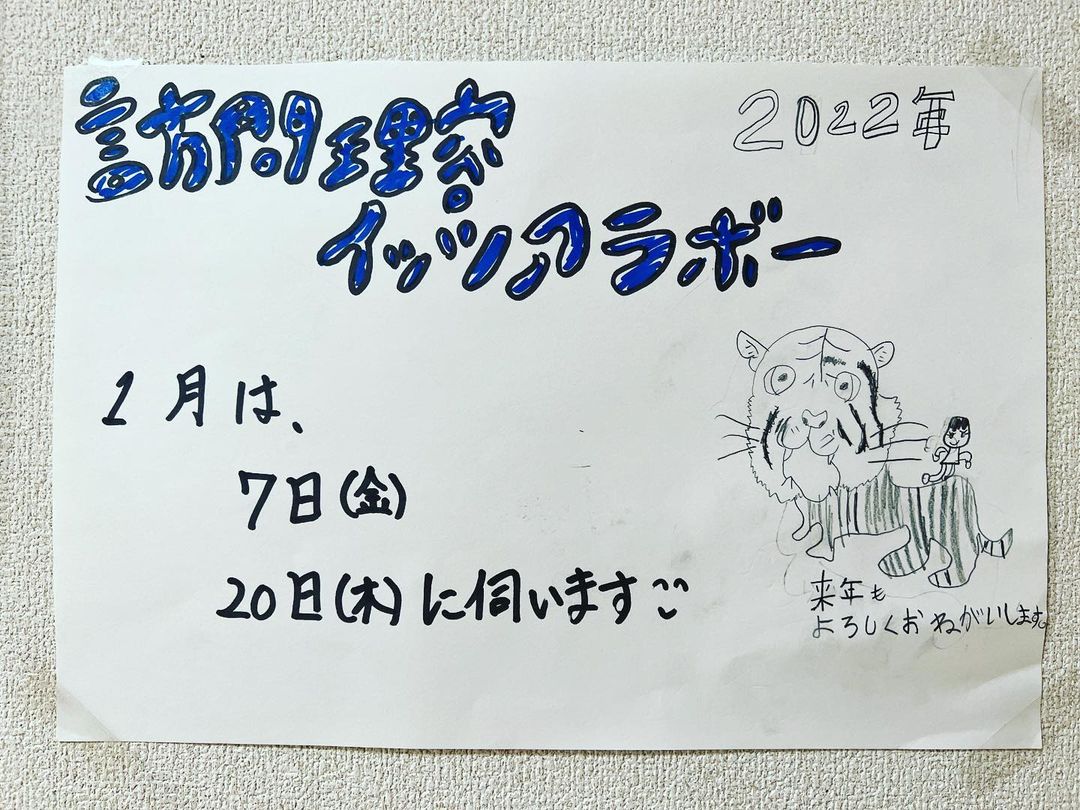 訪問理容
2022年
イッツァラボー
1月は、
7日(金)
20日(木)に伺います
来年も
よろしくおねがいします。